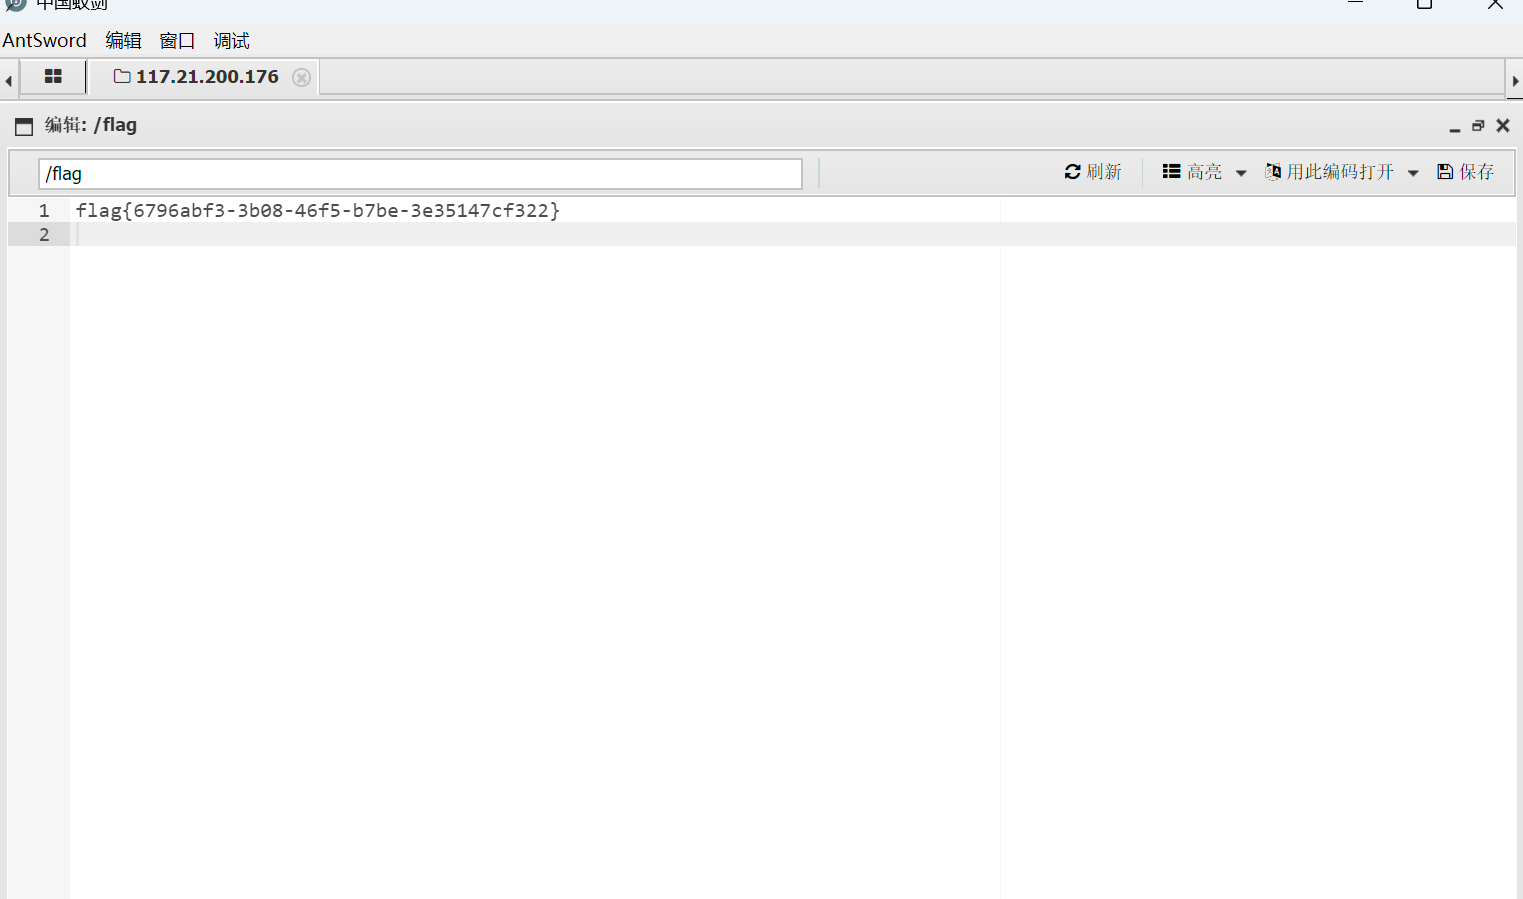 中国蚁剑
AntSword 编辑 窗口 调试
117.21.200.176
编辑: /flag
/flag 刷新 高亮 用此编码打开 保存
1 flag{6796abf3-3b08-46f5-b7be-3e35147cf322}
2